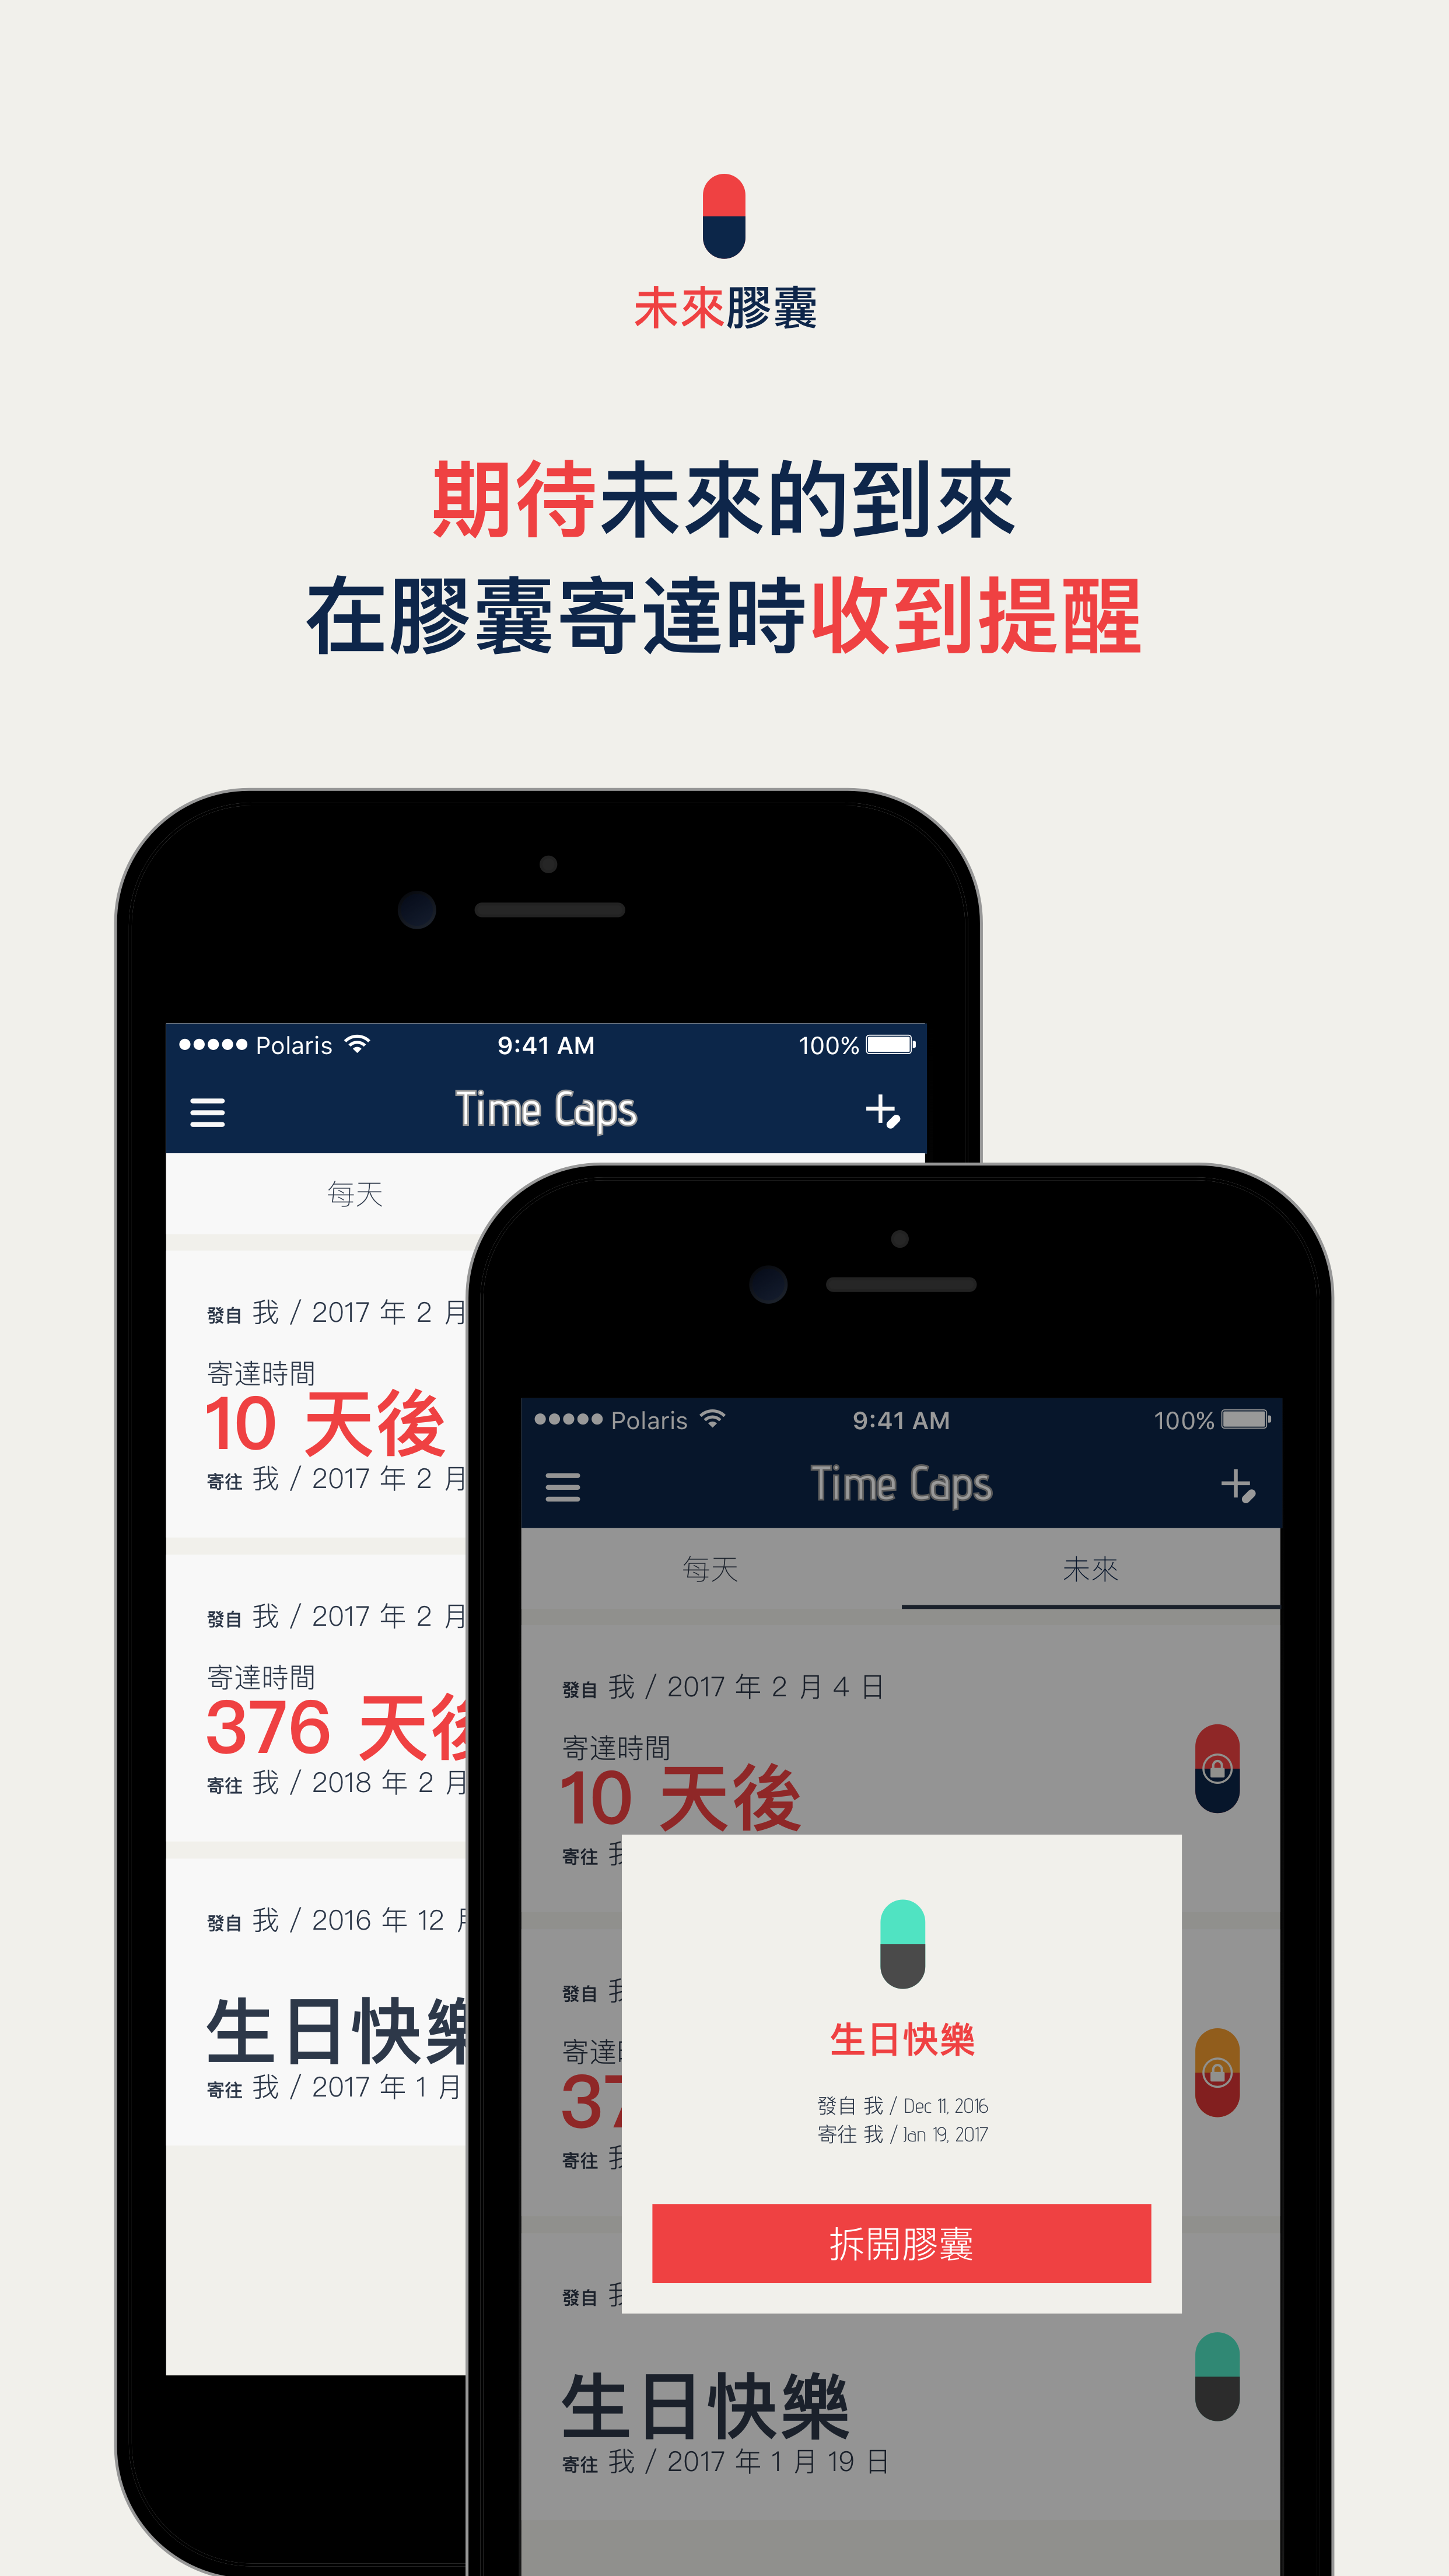 未來膠囊
期待未來的到來
在膠囊寄達時收到提醒
Polaris 9:41 AM 100%
Time Caps
每天
發自 我 / 2017 年 2 月
寄達時間
10 天後
寄往 我 / 2017 年 2 月
發自 我 / 2017 年 2 月
寄達時間
376 天後
寄往 我 / 2018 年 2 月
發自 我 / 2016 年 12 月
生日快樂
寄往 我 / 2017 年 1 月
Polaris 9:41 AM 100%
Time Caps
每天 未來
發自 我 / 2017 年 2 月 4 日
寄達時間
10 天後
寄往 我
發自 我
寄達
37
寄往 我
發自 我
生日快樂
寄往 我 / 2017 年 1 月 19 日
生日快樂
發自 我 / Dec 11, 2016
寄往 我 / Jan 19, 2017
拆開膠囊